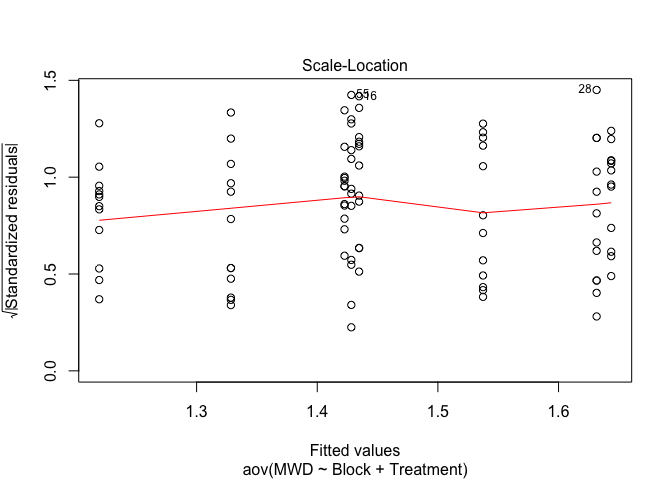 Scale-Location
1.5
55
16
28
1.0
0.5
0.0
√|Standardized residuals|
1.3 1.4 1.5 1.6
Fitted values
aov(MWD ~ Block + Treatment)